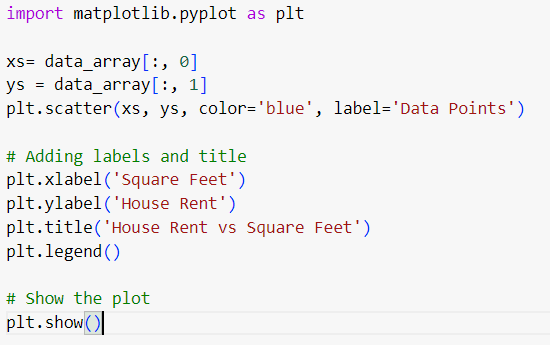 import matplotlib.pyplot as plt
xs= data_array[:, 0]
ys = data_array[:, 1]
plt.scatter(xs, ys, color='blue', label='Data Points')
# Adding labels and title
plt.xlabel('Square Feet')
plt.ylabel('House Rent')
plt.title('House Rent vs Square Feet')
plt.legend()
# Show the plot
plt.show()